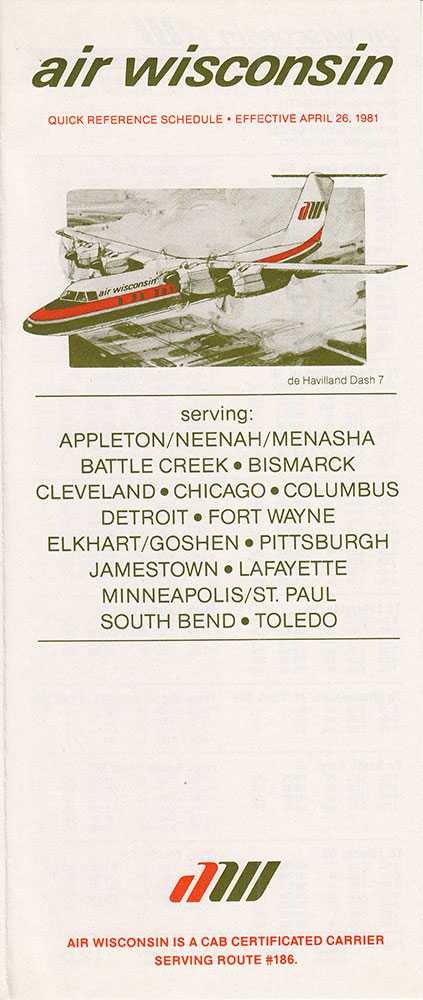 air wisconsin
QUICK REFERENCE SCHEDULE • EFFECTIVE APRIL 26, 1981
air wisconsin
aw
de Havilland Dash 7
serving:
APPLETON/NEENAH/MENASHA
BATTLE CREEK • BISMARCK
CLEVELAND • CHICAGO • COLUMBUS
DETROIT • FORT WAYNE
ELKHART/GOSHEN • PITTSBURGH
JAMESTOWN • LAFAYETTE
MINNEAPOLIS/ST. PAUL
SOUTH BEND • TOLEDO
aw
AIR WISCONSIN IS A CAB CERTIFICATED CARRIER
SERVING ROUTE #186.